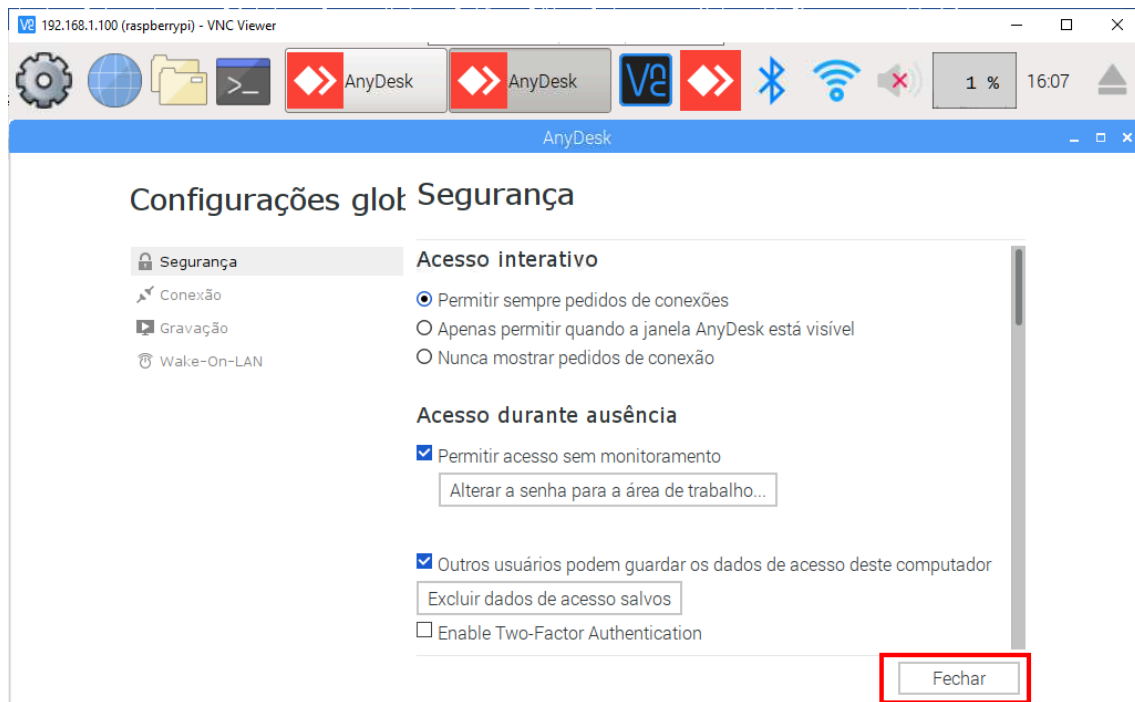 192.168.1.100 (raspberrypi) - VNC Viewer
AnyDesk
AnyDesk
1 %
16:07
AnyDesk
Configurações glob
Segurança
Segurança
Conexão
Gravação
Wake-On-LAN
Acesso interativo
Permitir sempre pedidos de conexões
Apenas permitir quando a janela AnyDesk está visível
Nunca mostrar pedidos de conexão
Acesso durante ausência
Permitir acesso sem monitoramento
Alterar a senha para a área de trabalho...
Outros usuários podem guardar os dados de acesso deste computador
Excluir dados de acesso salvos
Enable Two-Factor Authentication
Fechar